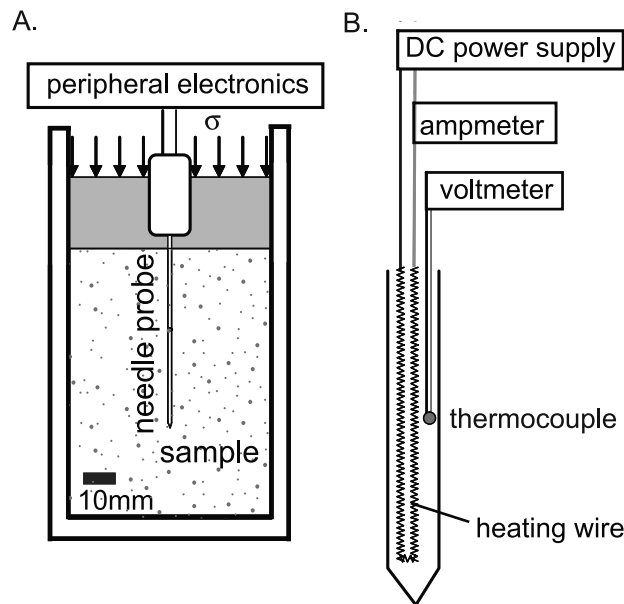 A.
peripheral electronics
σ
needle probe
sample
10mm
B.
DC power supply
ampmeter
voltmeter
thermocouple
heating wire